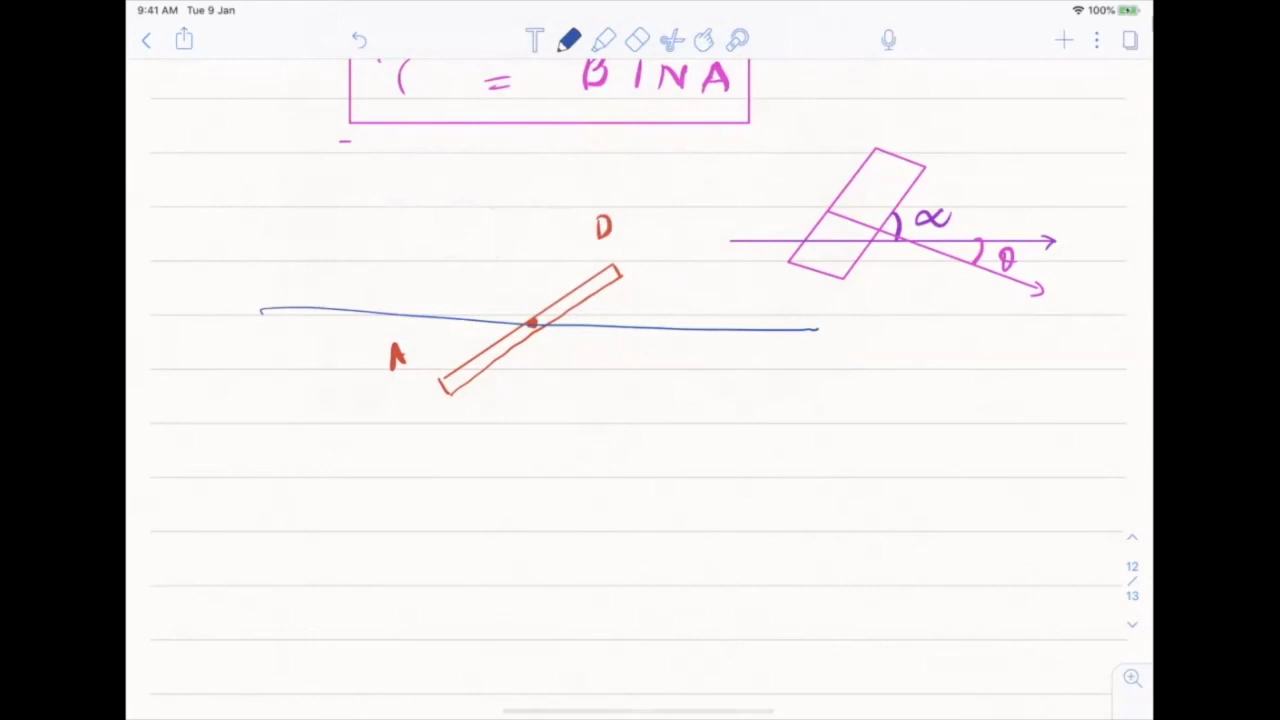 9:41 AM Tue 9 Jan
100%
T
= BINA
α
θ
D
A
12
/
13